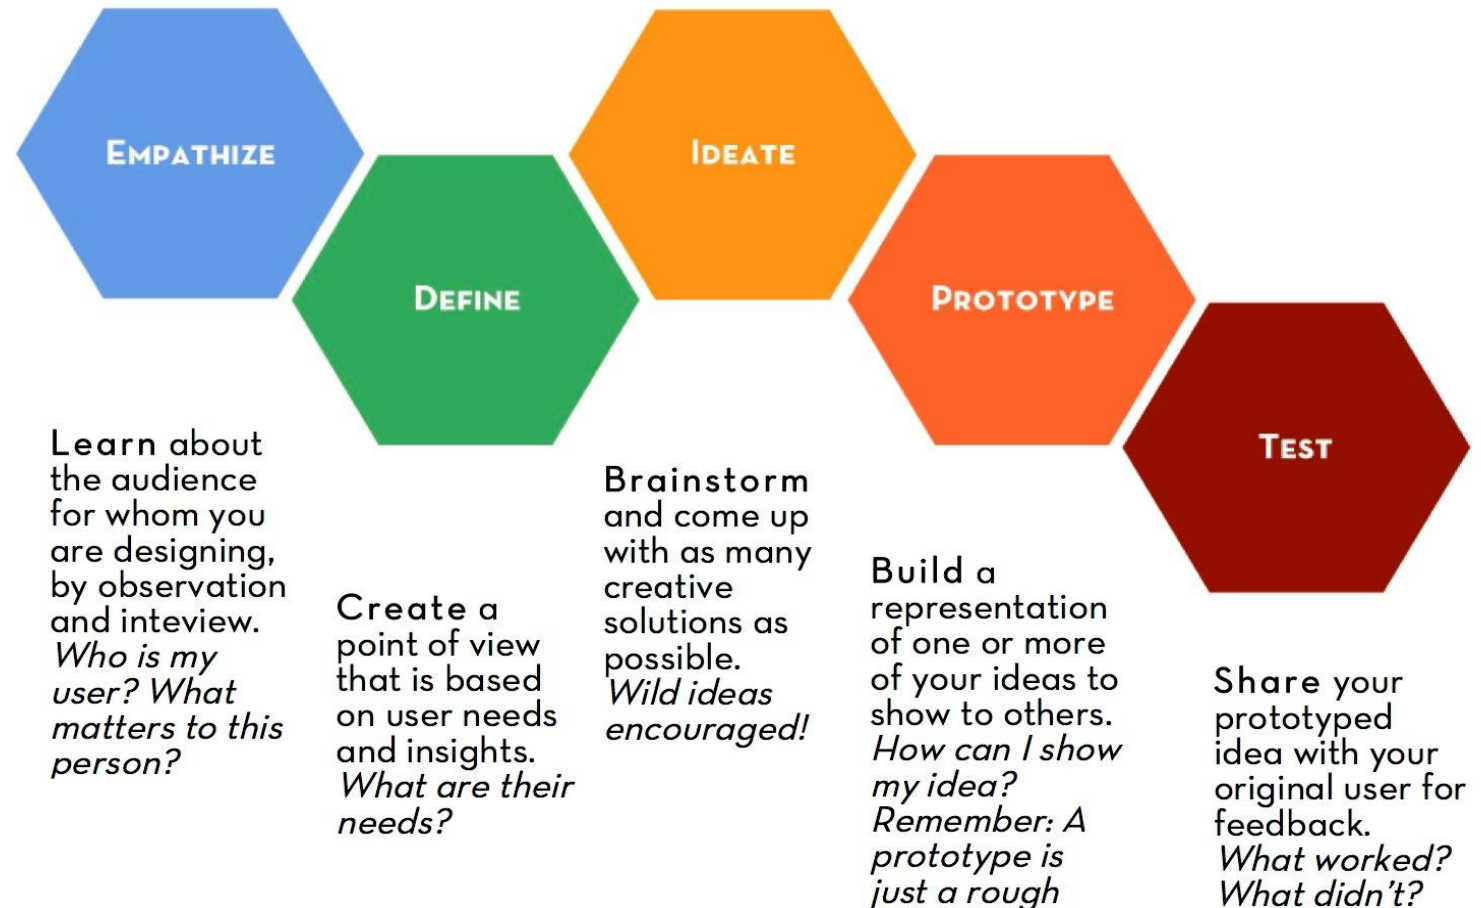 EMPATHIZE
DEFINE
IDEATE
PROTOTYPE
TEST
Learn about
the audience
for whom you
are designing,
by observation
and inteview.
Who is my
user? What
matters to this
person?
Create a
point of view
that is based
on user needs
and insights.
What are their
needs?
Brainstorm
and come up
with as many
creative
solutions as
possible.
Wild ideas
encouraged!
Build a
representation
of one or more
of your ideas to
show to others.
How can I show
my idea?
Remember: A
prototype is
just a rough
Share your
prototyped
idea with your
original user for
feedback.
What worked?
What didn't?